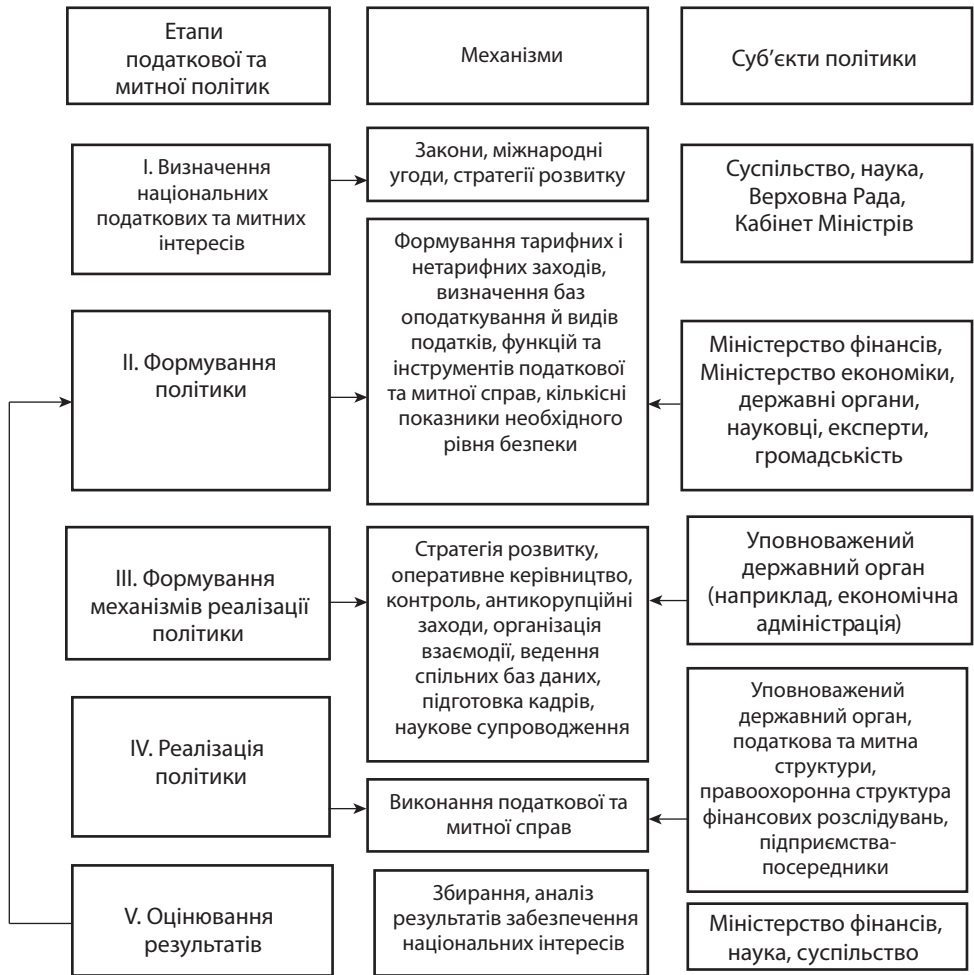 Етапи
податкової та
митної політик
Механізми
Суб’єкти політики
І. Визначення
національних
податкових та митних
інтересів
Закони, міжнародні
угоди, стратегії розвитку
Суспільство, наука,
Верховна Рада,
Кабінет Міністрів
ІІ. Формування
політики
Формування тарифних і
нетарифних заходів,
визначення баз
оподаткування й видів
податків, функцій та
інструментів податкової
та митної справ, кількісні
показники необхідного
рівня безпеки
Міністерство фінансів,
Міністерство економіки,
державні органи,
науковці, експерти,
громадськість
ІІІ. Формування
механізмів реалізації
політики
Стратегія розвитку,
оперативне керівництво,
контроль, антикорупційні
заходи, організація
взаємодії, ведення
спільних баз даних,
підготовка кадрів,
наукове супроводження
Уповноважений
державний орган
(наприклад, економічна
адміністрація)
IV. Реалізація
політики
Виконання податкової та
митної справ
Уповноважений
державний орган,
податкова та митна
структури,
правоохоронна структура
фінансових розслідувань,
підприємства-
посередники
V. Оцінювання
результатів
Збирання, аналіз
результатів забезпечення
національних інтересів
Міністерство фінансів,
наука, суспільство